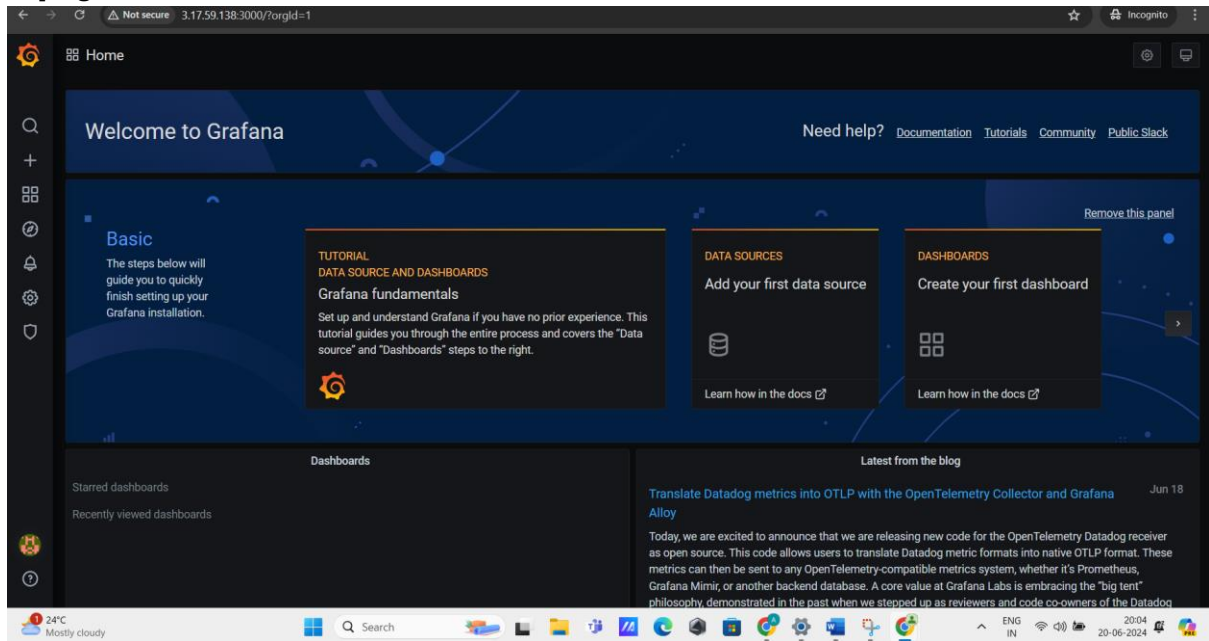 Not secure 3.17.59.138:3000/?orgId=1
Incognito
Home
Welcome to Grafana
Need help? Documentation Tutorials Community Public Slack
Remove this panel
Basic
The steps below will
guide you to quickly
finish setting up your
Grafana installation.
TUTORIAL
DATA SOURCE AND DASHBOARDS
Grafana fundamentals
Set up and understand Grafana if you have no prior experience. This
tutorial guides you through the entire process and covers the "Data
source" and "Dashboards" steps to the right.
DATA SOURCES
Add your first data source
Learn how in the docs
DASHBOARDS
Create your first dashboard
Learn how in the docs
Dashboards
Starred dashboards
Recently viewed dashboards
Latest from the blog
Translate Datadog metrics into OTLP with the OpenTelemetry Collector and Grafana
Alloy
Jun 18
Today, we are excited to announce that we are releasing new code for the OpenTelemetry Datadog receiver
as open source. This code allows users to translate Datadog metric formats into native OTLP format. These
metrics can then be sent to any OpenTelemetry-compatible metrics system, whether it's Prometheus,
Grafana Mimir, or another backend database. A core value at Grafana Labs is embracing the "big tent"
philosophy, demonstrated in the past when we stepped up as reviewers and code co-owners of the Datadog
1
24°C
Mostly cloudy
Search
ENG
IN
20:04
20-06-2024